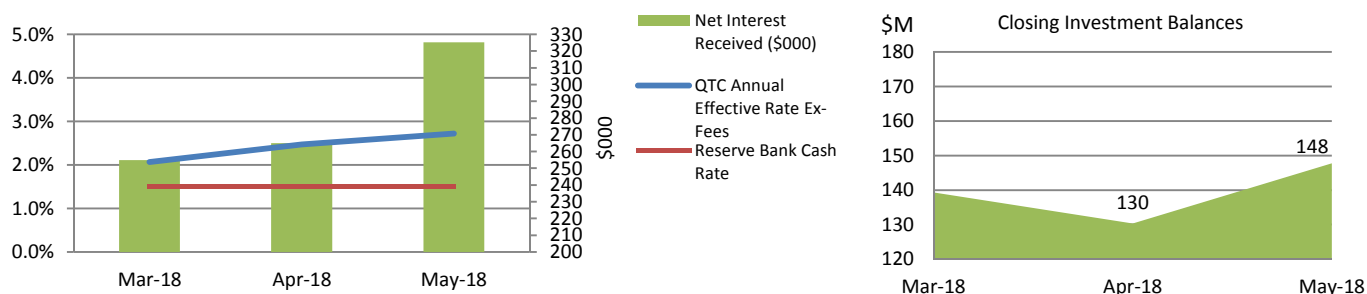 5.0%
4.0%
3.0%
2.0%
1.0%
0.0%
Mar-18
Apr-18
May-18
330
320
310
300
290
280
270
260
250
240
230
220
210
200
$000
Net Interest
Received ($000)
QTC Annual
Effective Rate Ex-
Fees
Reserve Bank Cash
Rate
$M
Closing Investment Balances
180
170
160
150
140
130
120
130
148
Mar-18
Apr-18
May-18